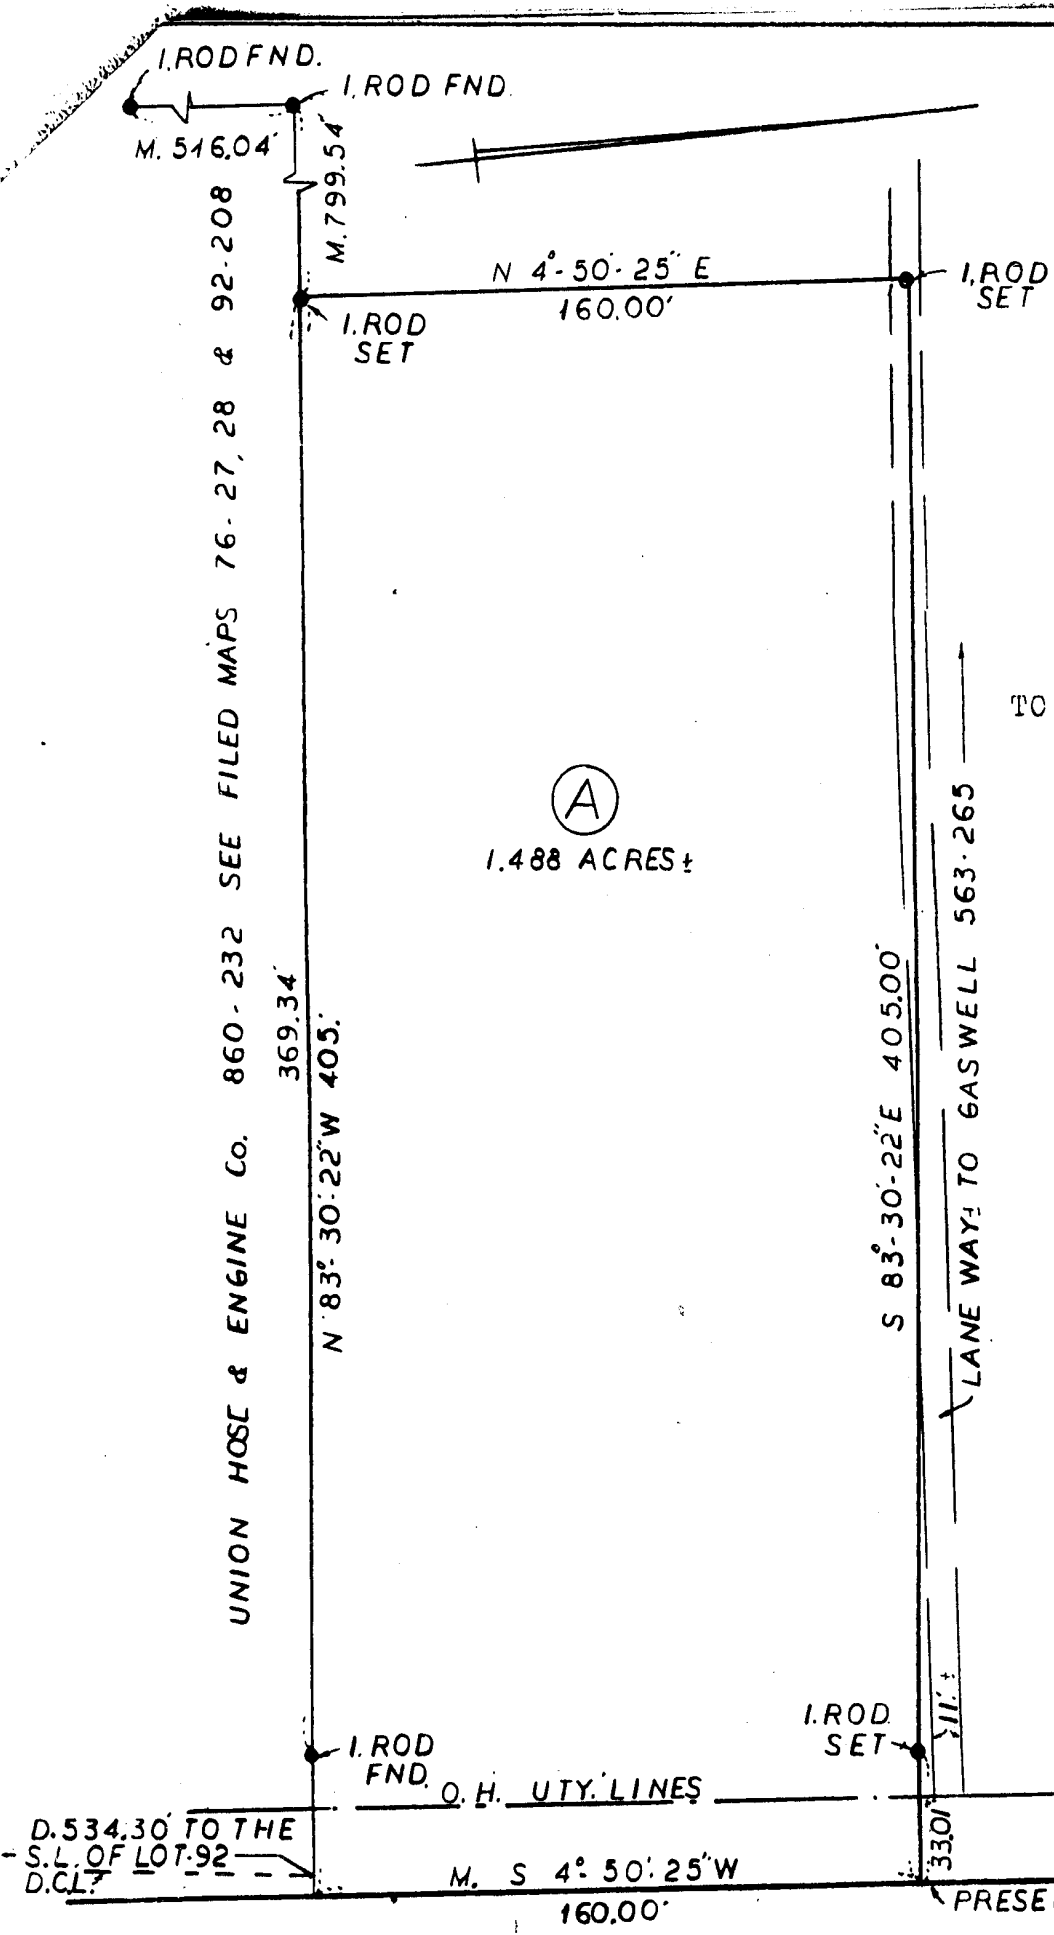 I.ROD FND.
I.ROD FND.
M. 516.04'
M. 799.54'
N 4°-50'-25" E
160.00'
I.ROD
SET
I.ROD
SET
UNION HOSE & ENGINE Co. 860-232 SEE FILED MAPS 76-27, 28 & 92-208
TO
A
1.488 ACRES±
369.34'
N 83°-30'-22"W 405.'
S 83°-30'-22"E 405.00'
LANE WAY± TO GASWELL 563-265
I.ROD
FND.
I.ROD
SET
11.'±
O.H. UTY. LINES
D.534.30' TO THE
S.L. OF LOT-92
D.C.L.
33.01'
M. S 4°-50'-25"W
160.00'
PRESE